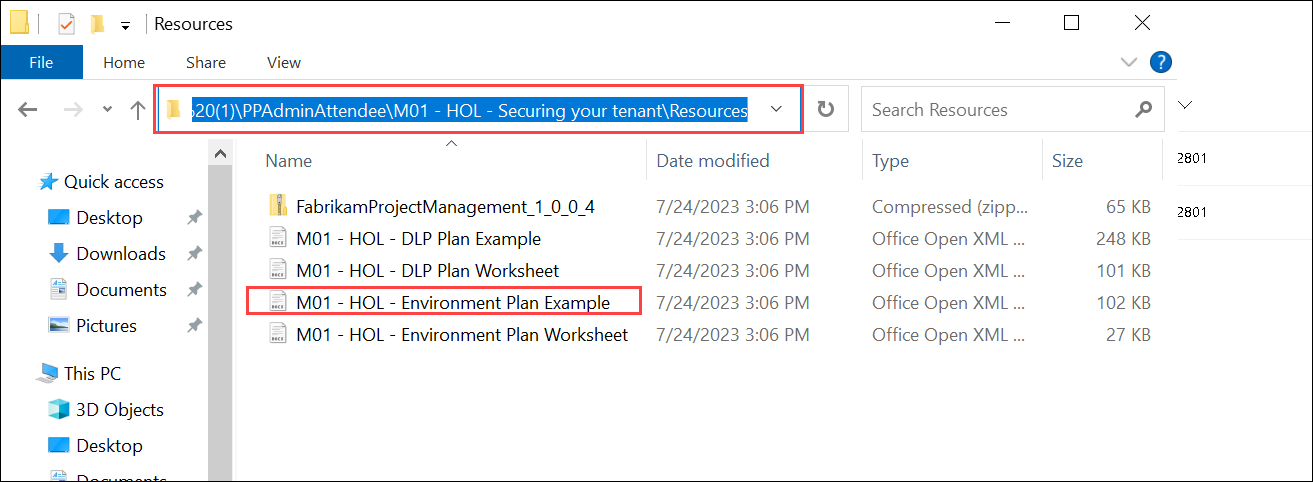 Resources
File Home Share View
20(1)\PPAdminAttendee\M01 - HOL - Securing your tenant\Resources Search Resources
Name Date modified Type Size
2801
Quick access
FabrikamProjectManagement_1_0_0_4 7/24/2023 3:06 PM Compressed (zipp... 65 KB
2801
Desktop
M01 - HOL - DLP Plan Example 7/24/2023 3:06 PM Office Open XML ... 248 KB
Downloads
M01 - HOL - DLP Plan Worksheet 7/24/2023 3:06 PM Office Open XML ... 101 KB
Documents
M01 - HOL - Environment Plan Example 7/24/2023 3:06 PM Office Open XML ... 102 KB
Pictures
M01 - HOL - Environment Plan Worksheet 7/24/2023 3:06 PM Office Open XML ... 27 KB
This PC
3D Objects
Desktop
Documents